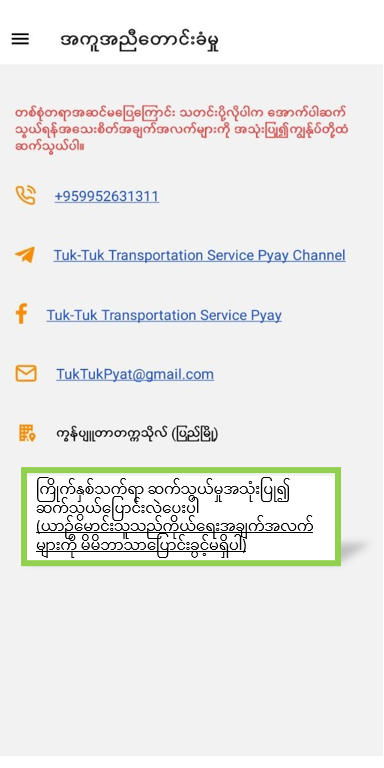 အကူအညီတောင်းခံမှု
တစ်စုံတရာအဆင်မပြေကြောင်း သတင်းပို့လိုပါက အောက်ပါဆက်
သွယ်ရန်အသေးစိတ်အချက်အလက်များကို အသုံးပြု၍ကျွန်ုပ်တို့ထံ
ဆက်သွယ်ပါ။
+959952631311
Tuk-Tuk Transportation Service Pyay Channel
Tuk-Tuk Transportation Service Pyay
TukTukPyat@gmail.com
ကွန်ပျူတာတက္ကသိုလ် (ပြည်မြို့)
ကြိုက်နှစ်သက်ရာ ဆက်သွယ်မှုအသုံးပြု၍
ဆက်သွယ်ပြောင်းလဲပေးပါ
(ယာဉ်မောင်းသူသည်ကိုယ်ရေးအချက်အလက်
များကို မိမိဘာသာပြောင်းခွင့်မရှိပါ)